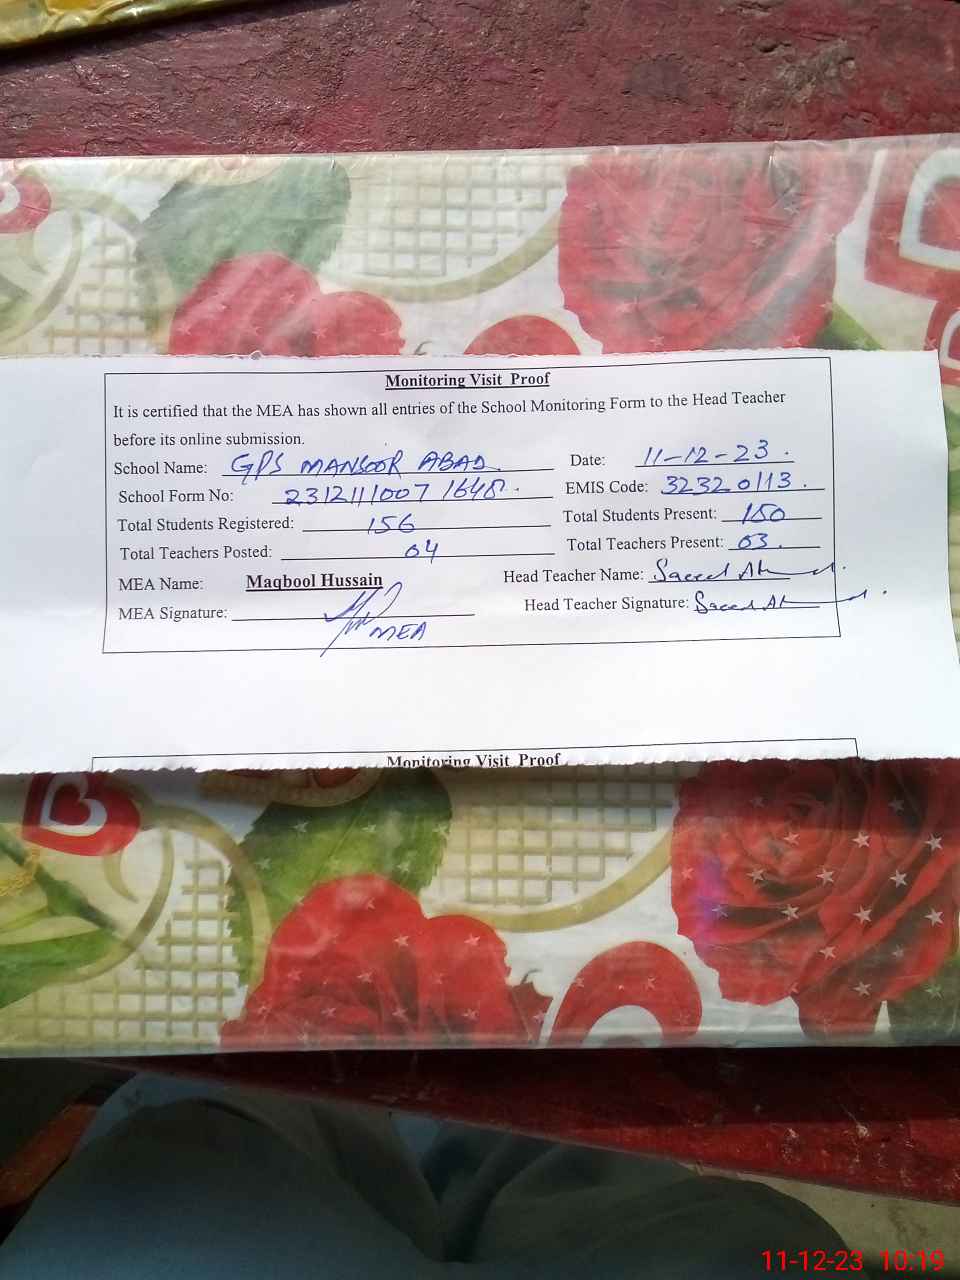 Monitoring Visit Proof
It is certified that the MEA has shown all entries of the School Monitoring Form to the Head Teacher
before its online submission.
School Name: GPS MANSOOR ABAD. Date: 11-12-23.
School Form No: 2312111007 1648. EMIS Code: 32320113.
Total Students Registered: 156 Total Students Present: 150
Total Teachers Posted: 04 Total Teachers Present: 03.
MEA Name: Maqbool Hussain Head Teacher Name: Saeed
MEA Signature: MEA Head Teacher Signature: Saeed
Monitoring Visit Proof
11-12-23 10:19